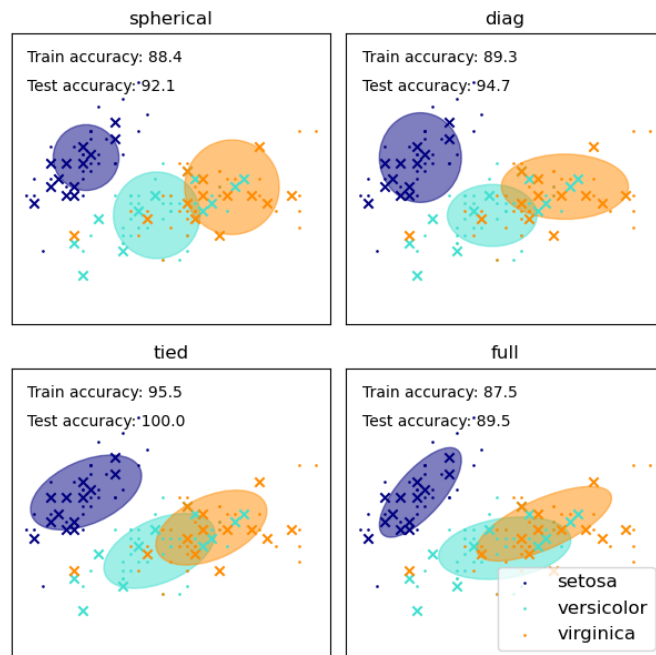 spherical
Train accuracy: 88.4
Test accuracy: 92.1
diag
Train accuracy: 89.3
Test accuracy: 94.7
tied
Train accuracy: 95.5
Test accuracy: 100.0
full
Train accuracy: 87.5
Test accuracy: 89.5
setosa
versicolor
virginica